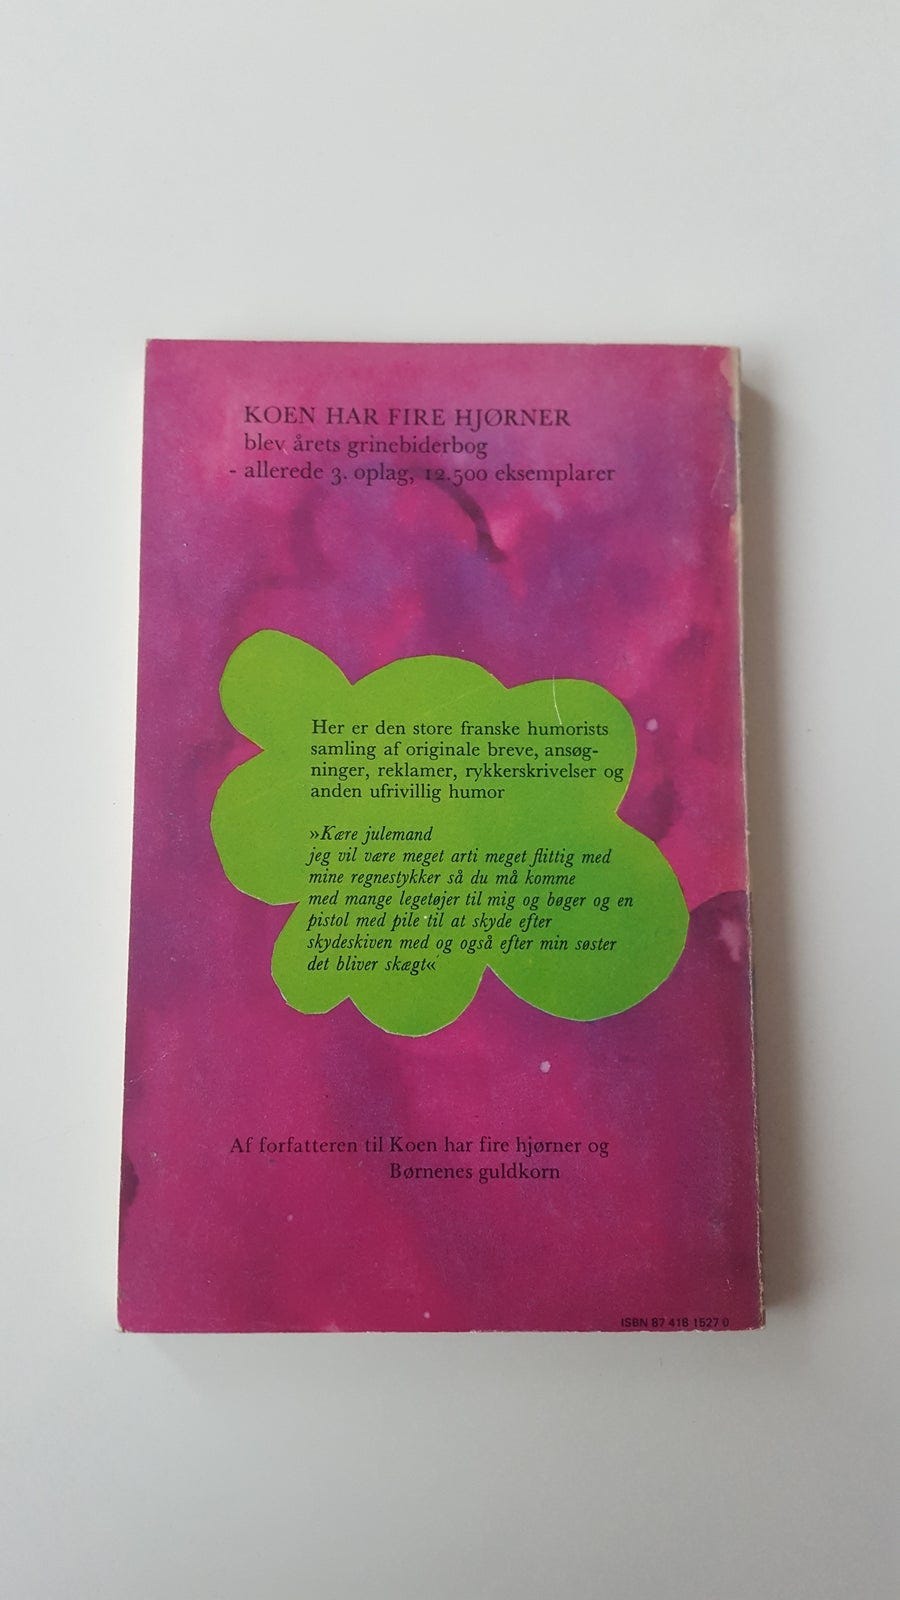 KOEN HAR FIRE HJØRNER
blev årets grinebiderbog
- allerede 3. oplag, 12.500 eksemplarer
Her er den store franske humorists
samling af originale breve, ansøg-
ninger, reklamer, rykkerskrivelser og
anden ufrivillig humor
»Kære julemand
jeg vil være meget arti meget flittig med
mine regnestykker så du må komme
med mange legetøjer til mig og bøger og en
pistol med pile til at skyde efter
skydeskiven med og også efter min søster
det bliver skægt«
Af forfatteren til Koen har fire hjørner og
Børnenes guldkorn
ISBN 87 418 1527 0